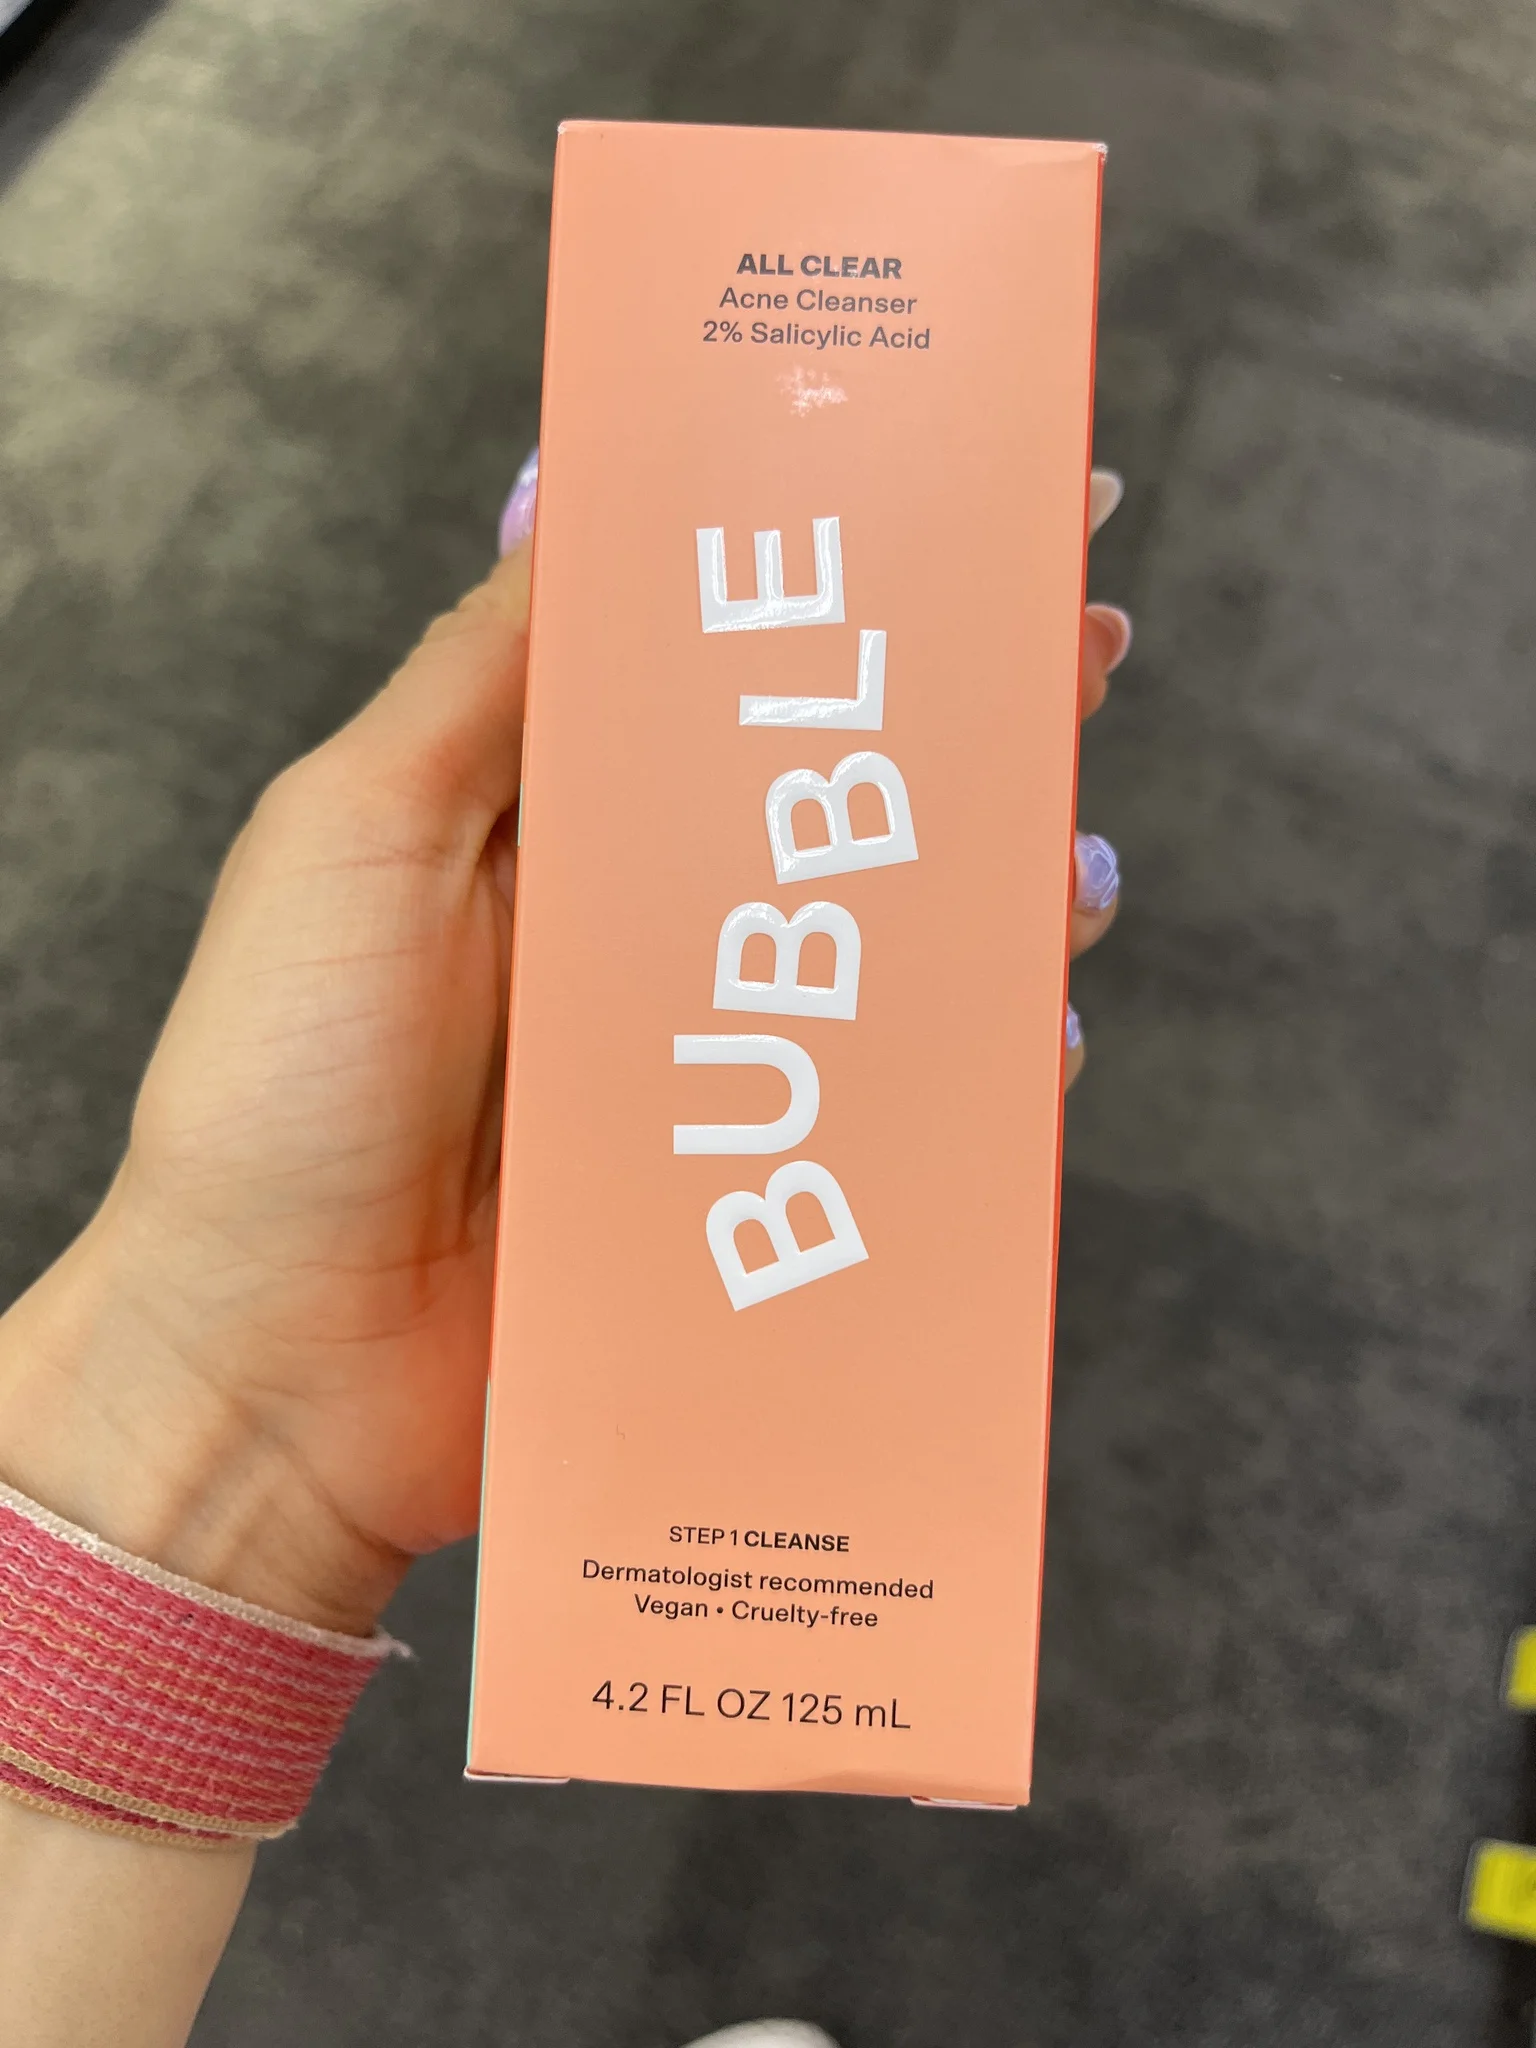 ALL CLEAR
Acne Cleanser
2% Salicylic Acid
BUBBLE
STEP 1 CLEANSE
Dermatologist recommended
Vegan • Cruelty-free
4.2 FL OZ 125 mL